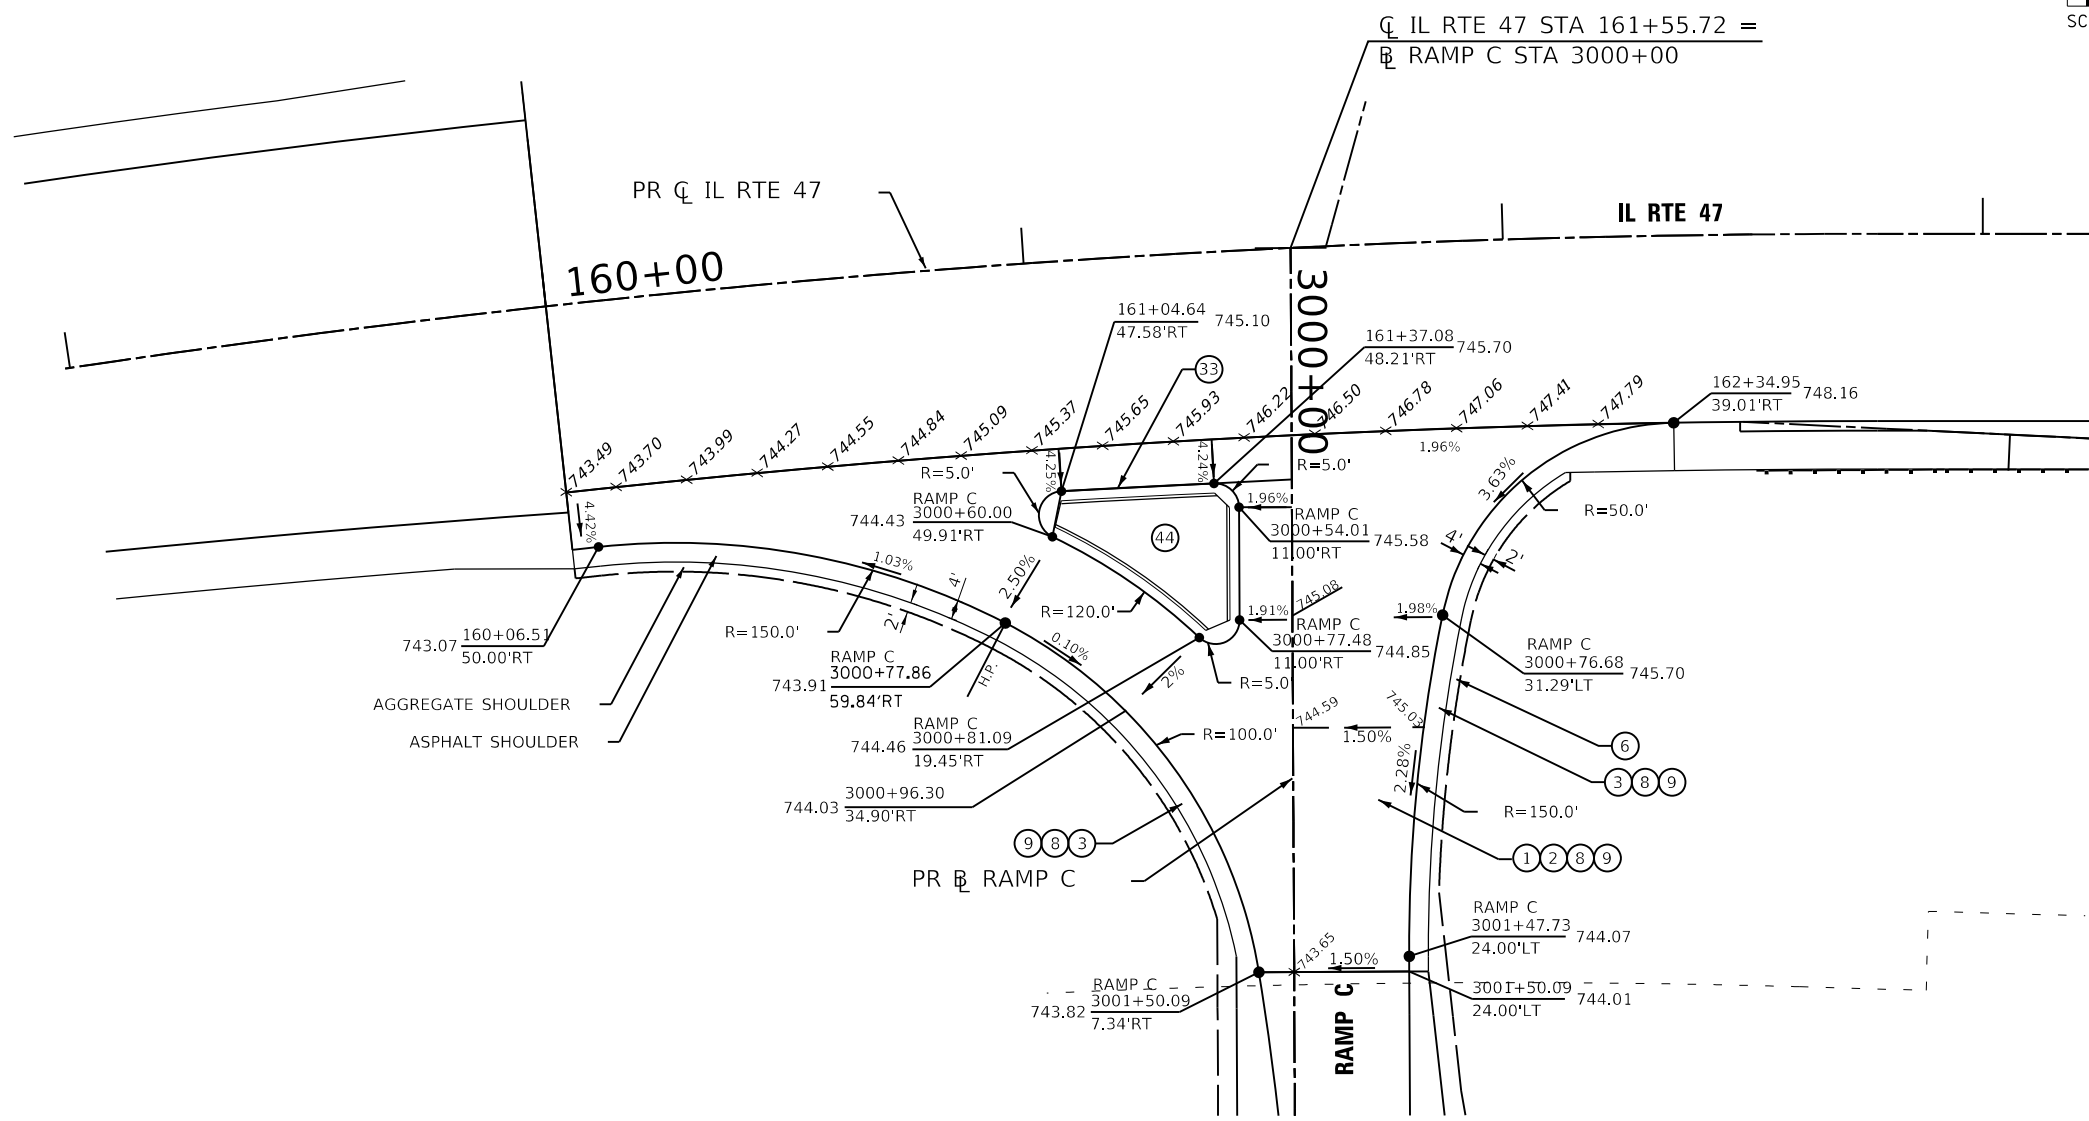 SC
℄ IL RTE 47 STA 161+55.72 =
BL RAMP C STA 3000+00
PR ℄ IL RTE 47
IL RTE 47
160+00
3000+00
161+04.64
47.58'RT
745.10
161+37.08
48.21'RT
745.70
33
162+34.95
39.01'RT
748.16
743.49
743.70
743.99
744.27
744.55
744.84
745.09
745.37
745.65
745.93
746.22
746.50
746.78
747.06
747.41
747.79
1.96%
4.42%
4.25%
4.24%
R=5.0'
R=5.0'
3.63%
R=50.0'
RAMP C
3000+60.00
49.91'RT
744.43
1.96%
RAMP C
3000+54.01
11.00'RT
745.58
44
4'
2'
1.03%
4'
2'
2.50%
R=120.0'
745.08
1.91%
1.98%
RAMP C
3000+77.48
11.00'RT
744.85
R=150.0'
743.07
160+06.51
50.00'RT
0.10%
H.P.
RAMP C
3000+77.86
59.84'RT
743.91
2%
R=5.0'
RAMP C
3000+76.68
31.29'LT
745.70
AGGREGATE SHOULDER
ASPHALT SHOULDER
RAMP C
3000+81.09
19.45'RT
744.46
R=100.0'
744.59
745.03
1.50%
2.28%
6
3 8 9
3000+96.30
34.90'RT
744.03
R=150.0'
9 8 3
1 2 8 9
PR BL RAMP C
RAMP C
3001+47.73
24.00'LT
744.07
743.65
1.50%
RAMP C
3001+50.09
7.34'RT
743.82
3001+50.09
24.00'LT
744.01
RAMP C